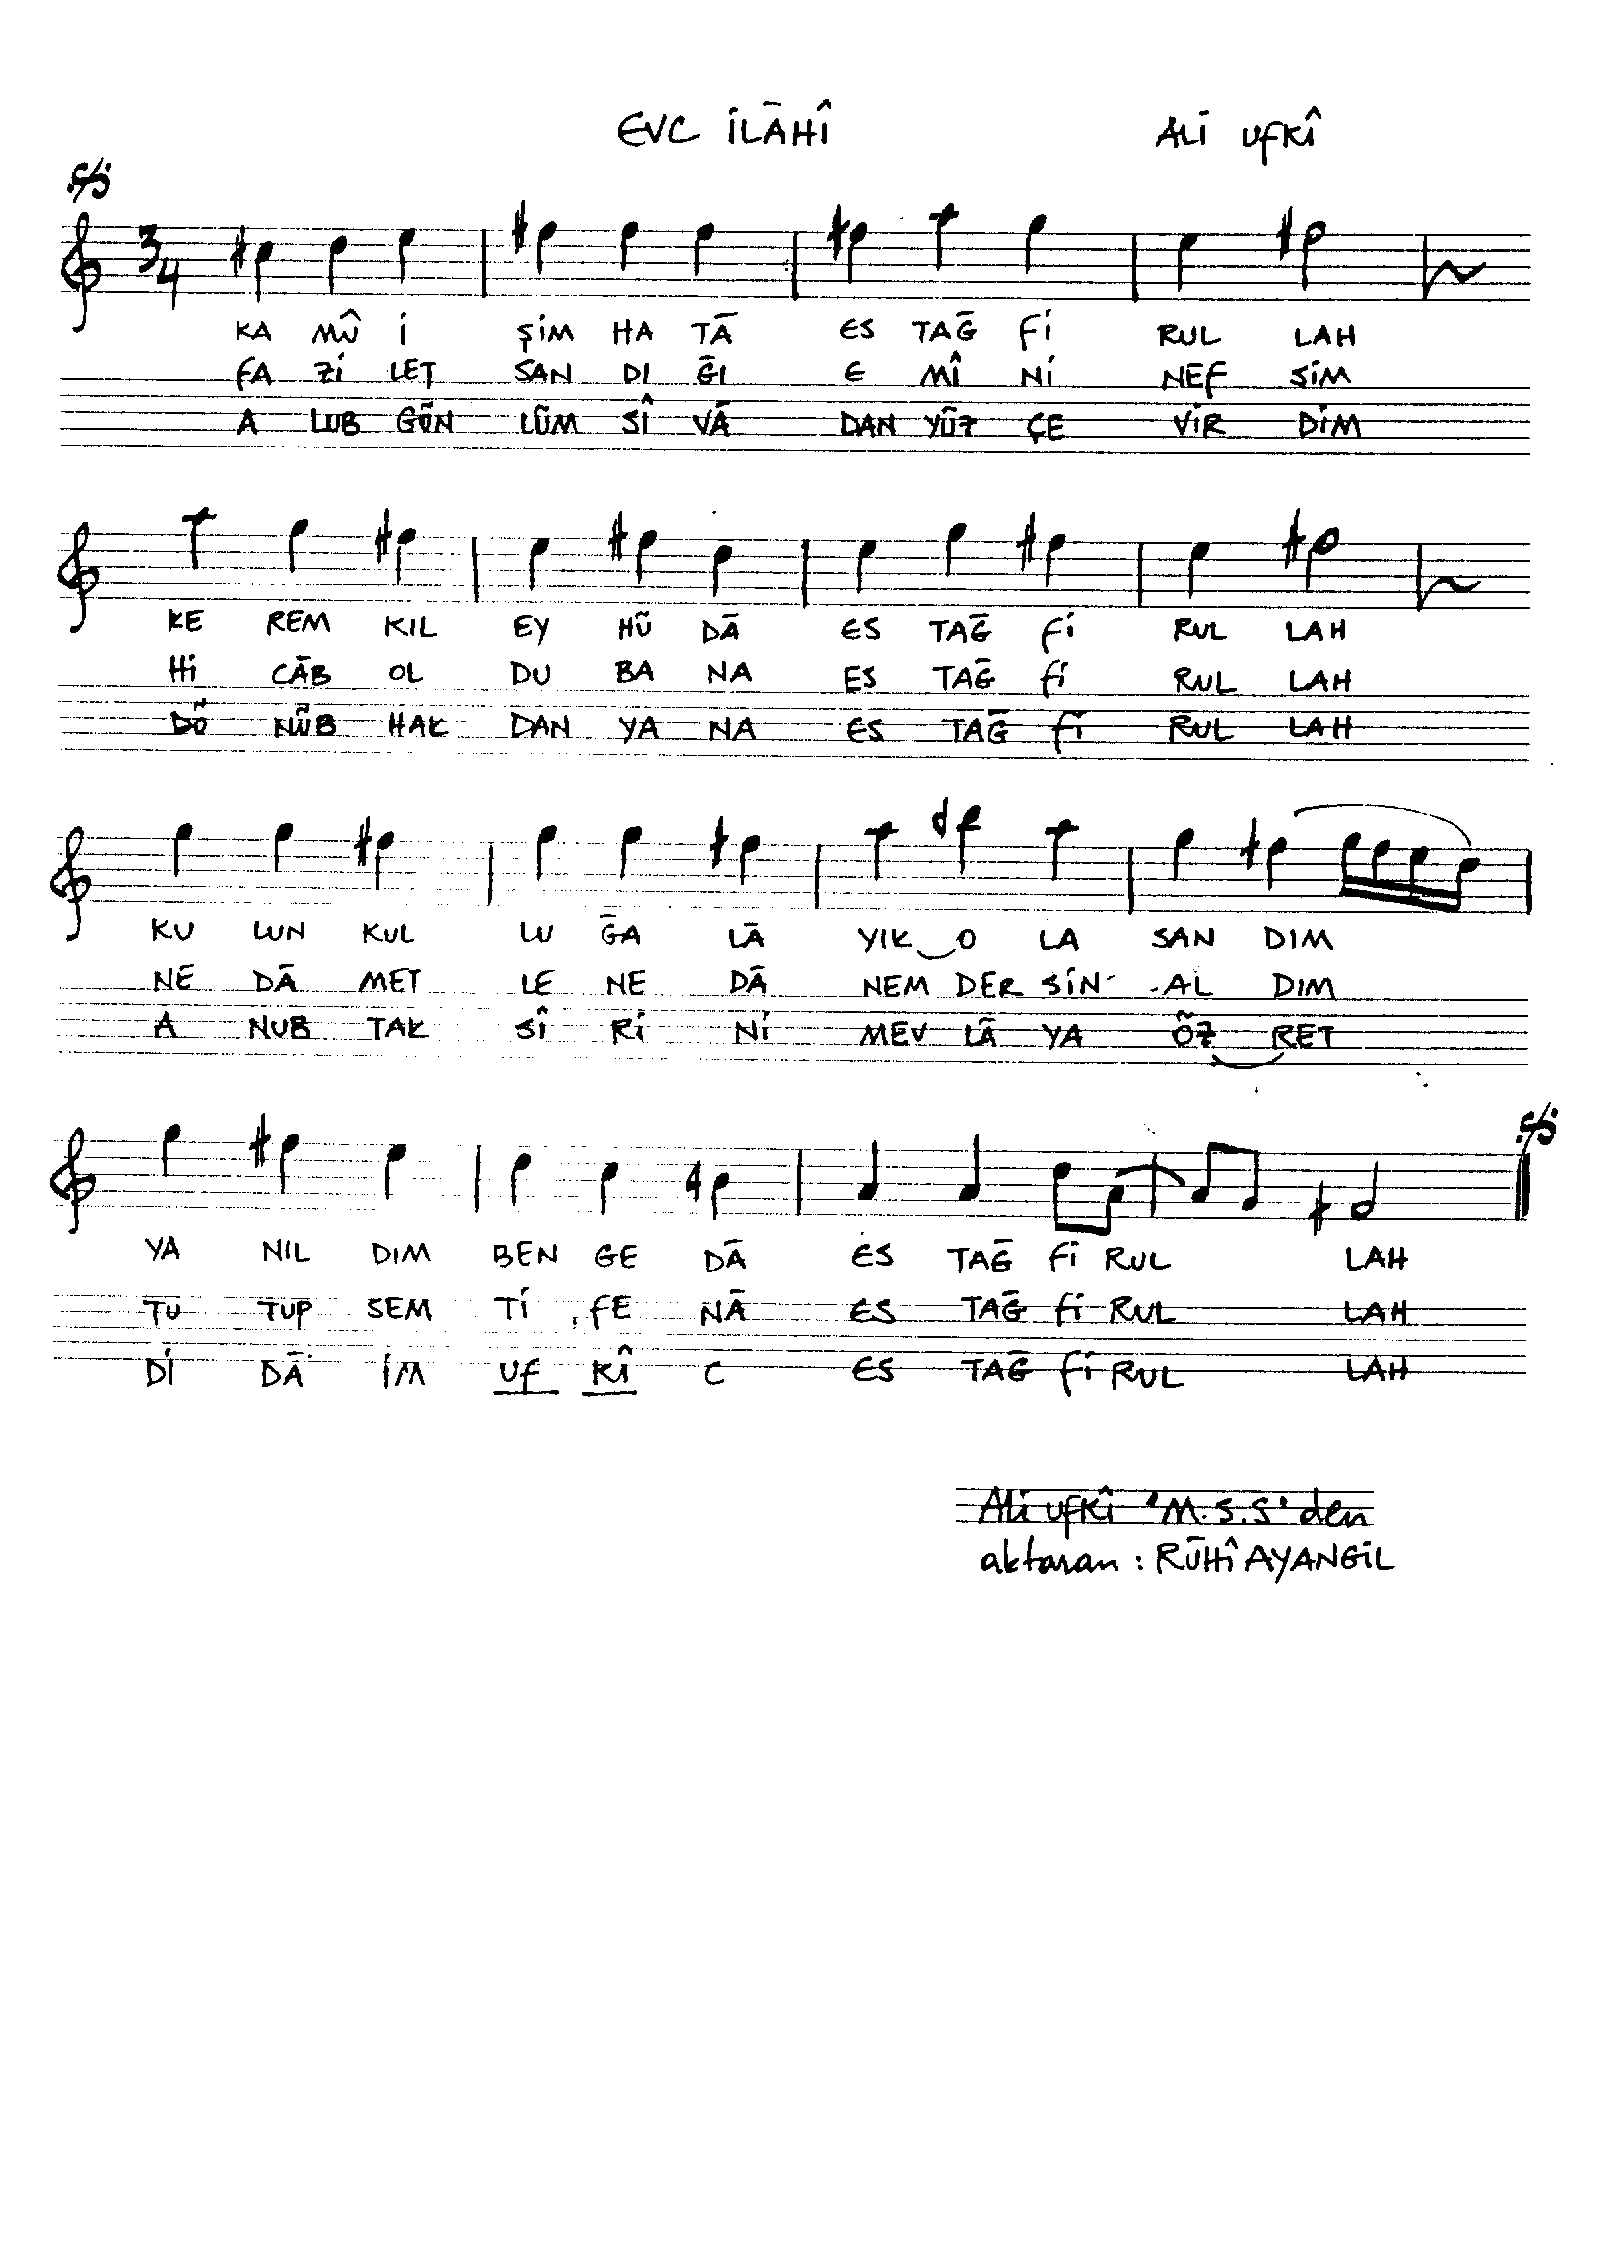 EVC İLÂHÎ ALİ UFKÎ
3/4
KA MÛ İ ŞİM HA TĀ ES TAĞ Fİ RUL LAH
FA Zİ LET SAN DI ĞI E MÎ Nİ NEF SİM
A LUB GÖN LÜM SÎ VĀ DAN YÜZ ÇE VİR DİM
KE REM KIL EY HÜ DĀ ES TAĞ Fİ RUL LAH
Hİ CĀB OL DU BA NA ES TAĞ Fİ RUL LAH
DÖ NÜB HAK DAN YA NA ES TAĞ Fİ RUL LAH
KU LUN KUL LU ĞA LĀ YIK O LA SAN DIM
NE DĀ MET LE NE DĀ NEM DER SİN AL DIM
A NUB TAK SÎ Rİ Nİ MEV LĀ YA ÖZ RET
YA NIL DIM BEN GE DĀ ES TAĞ Fİ RUL LAH
TU TUP SEM Tİ FE NĀ ES TAĞ Fİ RUL LAH
Dİ DĀ İM UF KÎ C ES TAĞ Fİ RUL LAH
Ali ufkî 'M.S.S' den
aktaran : RŪHÎ AYANGİL